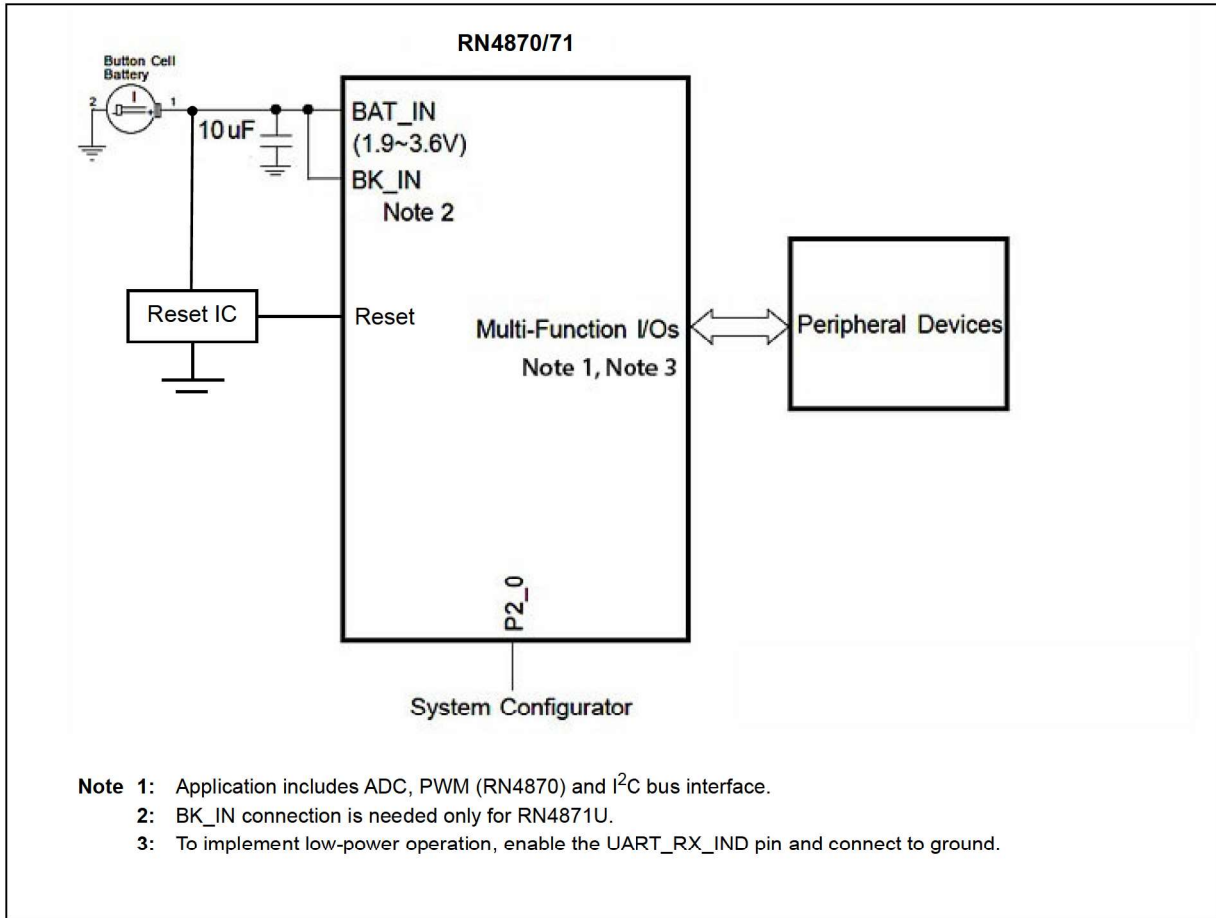 RN4870/71
Button Cell
Battery
2
1
10 uF
BAT_IN
(1.9~3.6V)
BK_IN
Note 2
Reset IC
Reset
Multi-Function I/Os
Note 1, Note 3
Peripheral Devices
P2_0
System Configurator
Note 1: Application includes ADC, PWM (RN4870) and I²C bus interface.
2: BK_IN connection is needed only for RN4871U.
3: To implement low-power operation, enable the UART_RX_IND pin and connect to ground.